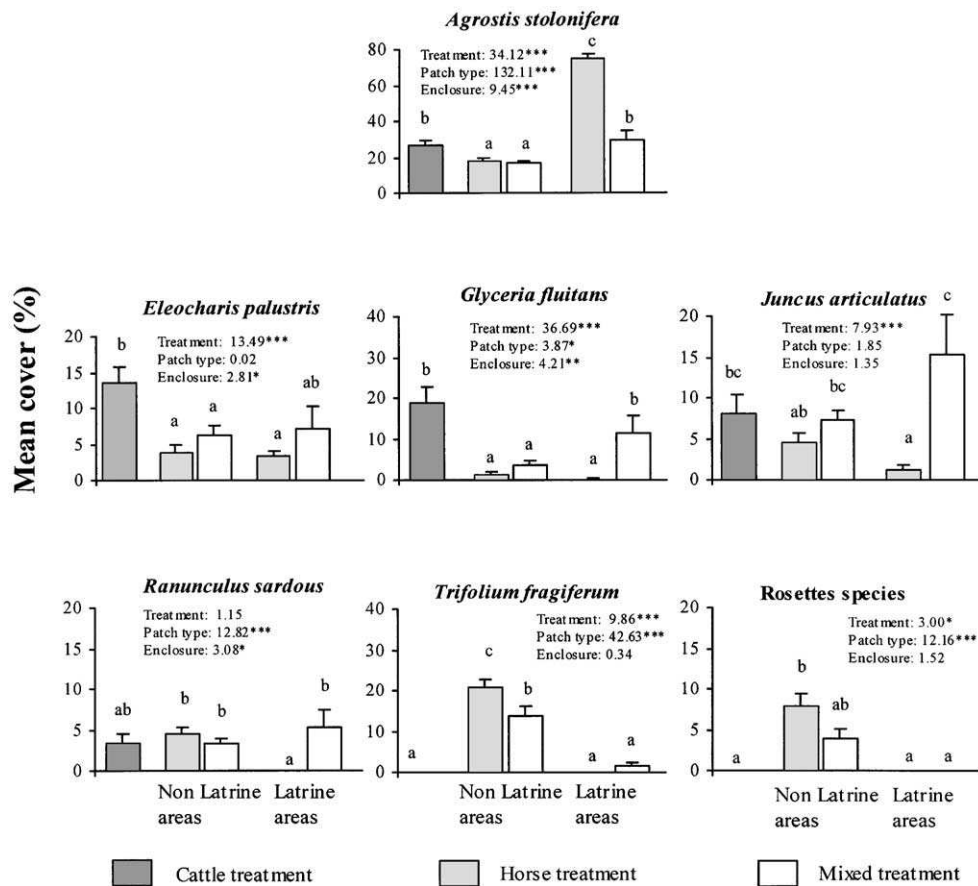 Agrostis stolonifera
Treatment: 34.12***
Patch type: 132.11***
Enclosure: 9.45***
80
60
40
20
0
b
a
a
c
b
Mean cover (%)
Eleocharis palustris
Treatment: 13.49***
Patch type: 0.02
Enclosure: 2.81*
20
15
10
5
0
b
a
a
a
ab
Glyceria fluitans
Treatment: 36.69***
Patch type: 3.87*
Enclosure: 4.21**
40
30
20
10
0
b
a
a
a
b
Juncus articulatus
Treatment: 7.93***
Patch type: 1.85
Enclosure: 1.35
20
15
10
5
0
bc
ab
bc
a
c
Ranunculus sardous
Treatment: 1.15
Patch type: 12.82***
Enclosure: 3.08*
20
15
10
5
0
ab
b
b
a
b
Non Latrine areas
Latrine areas
Trifolium fragiferum
Treatment: 9.86***
Patch type: 42.63***
Enclosure: 0.34
40
30
20
10
0
a
c
b
a
a
Non Latrine areas
Latrine areas
Rosettes species
Treatment: 3.00*
Patch type: 12.16***
Enclosure: 1.52
20
15
10
5
0
a
b
ab
a
a
Non Latrine areas
Latrine areas
Cattle treatment
Horse treatment
Mixed treatment